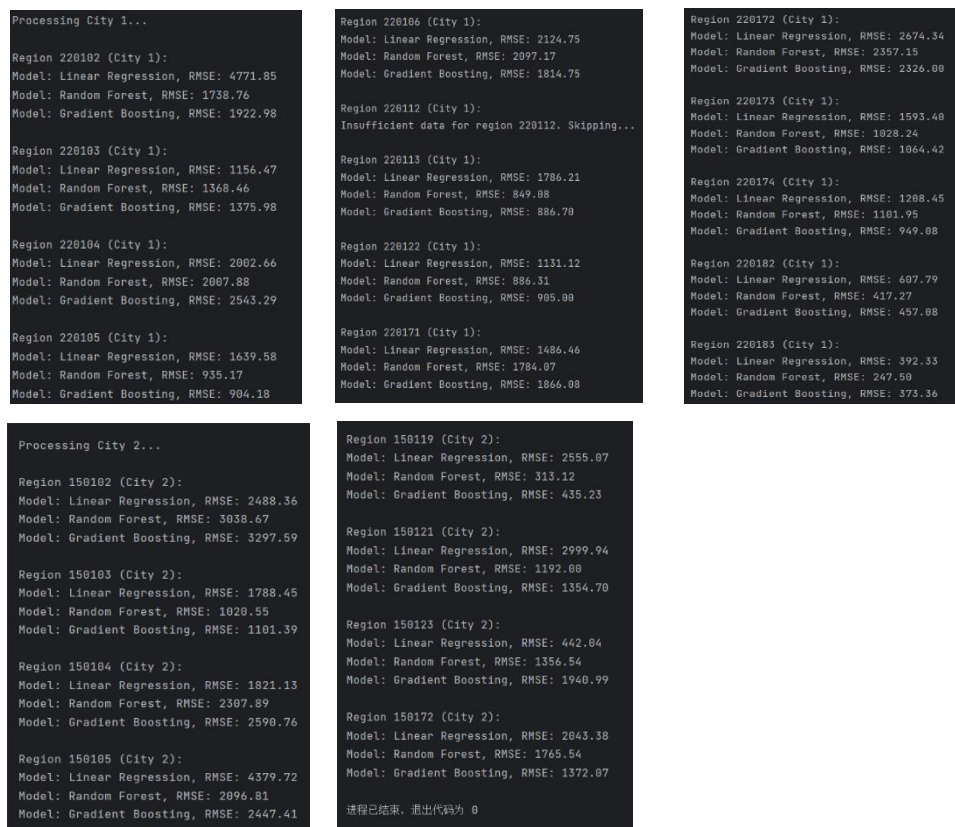 Processing City 1...
Region 220102 (City 1):
Model: Linear Regression, RMSE: 4771.85
Model: Random Forest, RMSE: 1738.76
Model: Gradient Boosting, RMSE: 1922.98
Region 220103 (City 1):
Model: Linear Regression, RMSE: 1156.47
Model: Random Forest, RMSE: 1368.46
Model: Gradient Boosting, RMSE: 1375.98
Region 220104 (City 1):
Model: Linear Regression, RMSE: 2002.66
Model: Random Forest, RMSE: 2007.88
Model: Gradient Boosting, RMSE: 2543.29
Region 220105 (City 1):
Model: Linear Regression, RMSE: 1639.58
Model: Random Forest, RMSE: 935.17
Model: Gradient Boosting, RMSE: 904.18
Region 220106 (City 1):
Model: Linear Regression, RMSE: 2124.75
Model: Random Forest, RMSE: 2097.17
Model: Gradient Boosting, RMSE: 1814.75
Region 220112 (City 1):
Insufficient data for region 220112. Skipping...
Region 220113 (City 1):
Model: Linear Regression, RMSE: 1786.21
Model: Random Forest, RMSE: 849.08
Model: Gradient Boosting, RMSE: 886.70
Region 220122 (City 1):
Model: Linear Regression, RMSE: 1131.12
Model: Random Forest, RMSE: 886.31
Model: Gradient Boosting, RMSE: 905.00
Region 220171 (City 1):
Model: Linear Regression, RMSE: 1486.46
Model: Random Forest, RMSE: 1784.07
Model: Gradient Boosting, RMSE: 1866.08
Region 220172 (City 1):
Model: Linear Regression, RMSE: 2674.34
Model: Random Forest, RMSE: 2357.15
Model: Gradient Boosting, RMSE: 2326.00
Region 220173 (City 1):
Model: Linear Regression, RMSE: 1593.40
Model: Random Forest, RMSE: 1028.24
Model: Gradient Boosting, RMSE: 1064.42
Region 220174 (City 1):
Model: Linear Regression, RMSE: 1208.45
Model: Random Forest, RMSE: 1101.95
Model: Gradient Boosting, RMSE: 949.08
Region 220182 (City 1):
Model: Linear Regression, RMSE: 607.79
Model: Random Forest, RMSE: 417.27
Model: Gradient Boosting, RMSE: 457.08
Region 220183 (City 1):
Model: Linear Regression, RMSE: 392.33
Model: Random Forest, RMSE: 247.50
Model: Gradient Boosting, RMSE: 373.36
Processing City 2...
Region 150102 (City 2):
Model: Linear Regression, RMSE: 2488.36
Model: Random Forest, RMSE: 3038.67
Model: Gradient Boosting, RMSE: 3297.59
Region 150103 (City 2):
Model: Linear Regression, RMSE: 1788.45
Model: Random Forest, RMSE: 1020.55
Model: Gradient Boosting, RMSE: 1101.39
Region 150104 (City 2):
Model: Linear Regression, RMSE: 1821.13
Model: Random Forest, RMSE: 2307.89
Model: Gradient Boosting, RMSE: 2590.76
Region 150105 (City 2):
Model: Linear Regression, RMSE: 4379.72
Model: Random Forest, RMSE: 2096.81
Model: Gradient Boosting, RMSE: 2447.41
Region 150119 (City 2):
Model: Linear Regression, RMSE: 2555.07
Model: Random Forest, RMSE: 313.12
Model: Gradient Boosting, RMSE: 435.23
Region 150121 (City 2):
Model: Linear Regression, RMSE: 2999.94
Model: Random Forest, RMSE: 1192.00
Model: Gradient Boosting, RMSE: 1354.70
Region 150123 (City 2):
Model: Linear Regression, RMSE: 442.04
Model: Random Forest, RMSE: 1356.54
Model: Gradient Boosting, RMSE: 1940.99
Region 150172 (City 2):
Model: Linear Regression, RMSE: 2043.38
Model: Random Forest, RMSE: 1765.54
Model: Gradient Boosting, RMSE: 1372.07
进程已结束，退出代码为 0